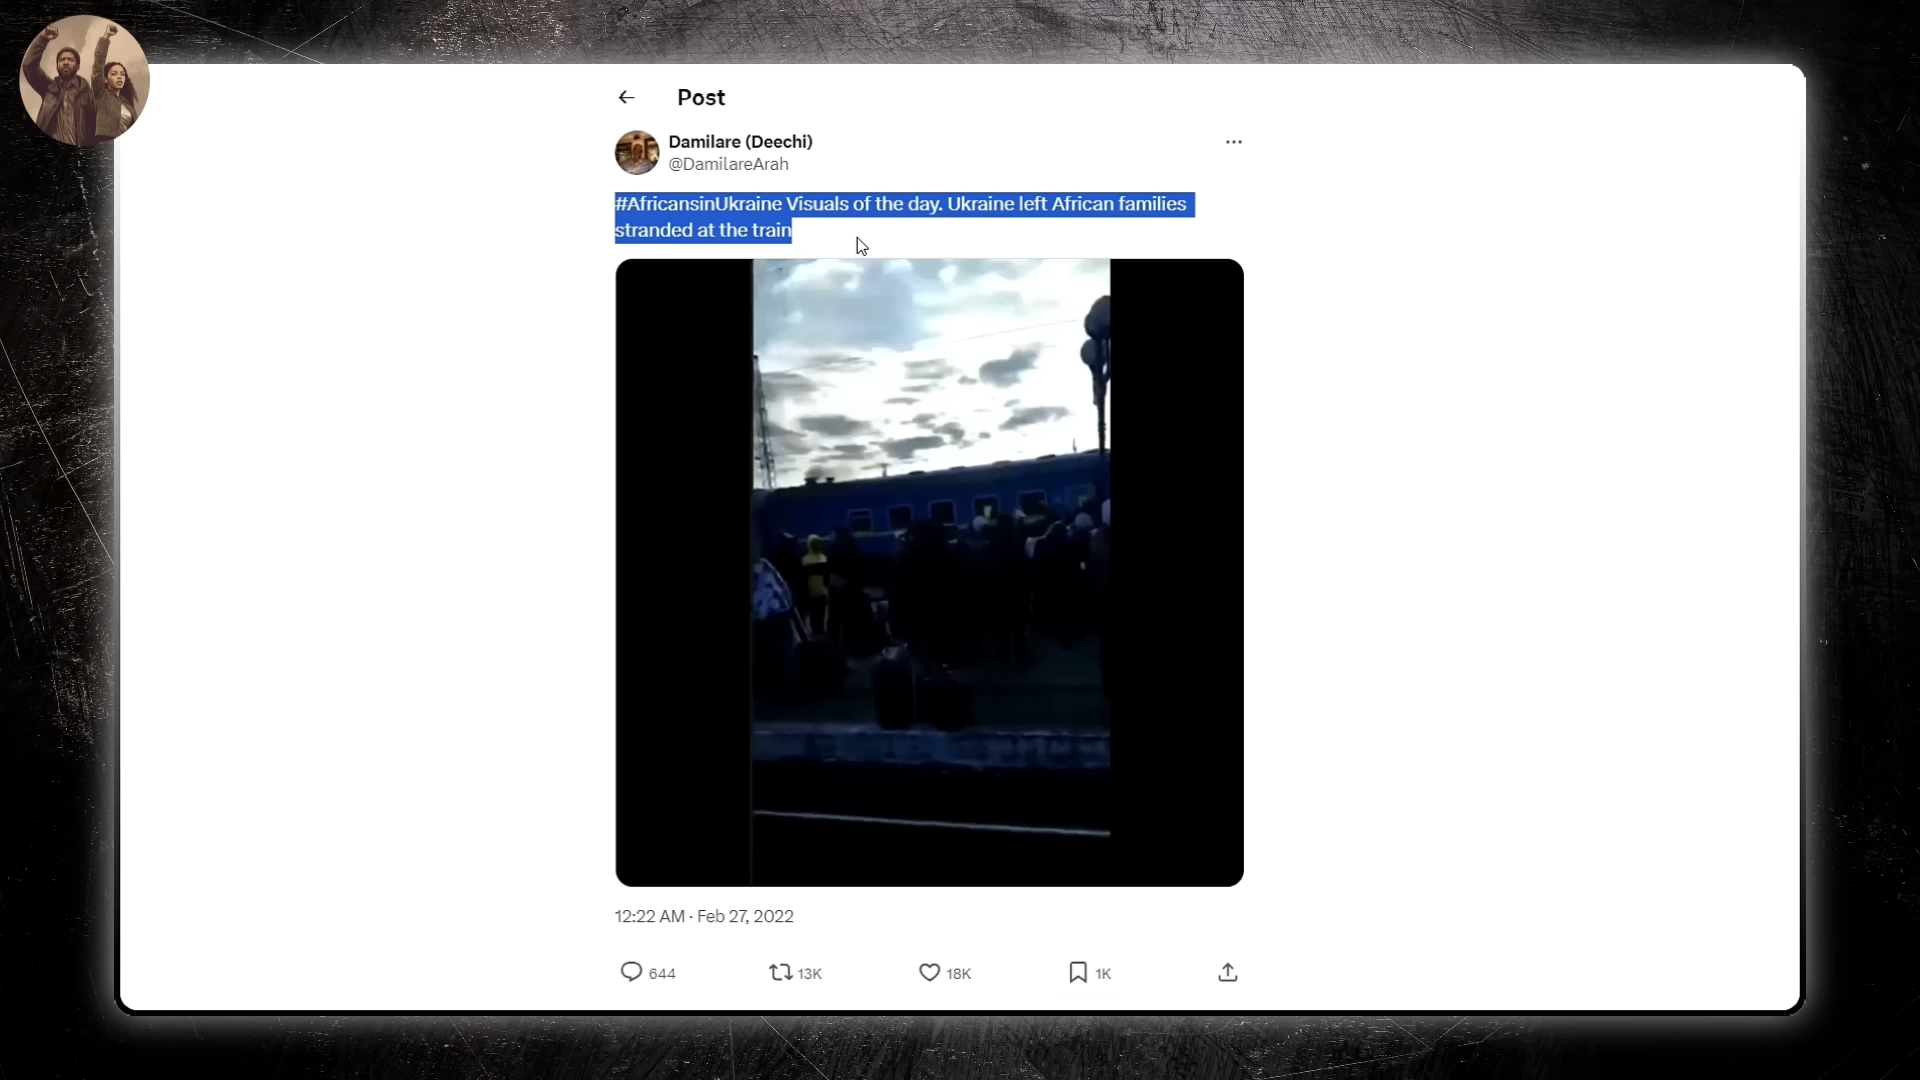 Post
Damilare (Deechi)
@DamilareArah
#AfricansinUkraine Visuals of the day. Ukraine left African families
stranded at the train
12:22 AM · Feb 27, 2022
644 13K 18K 1K